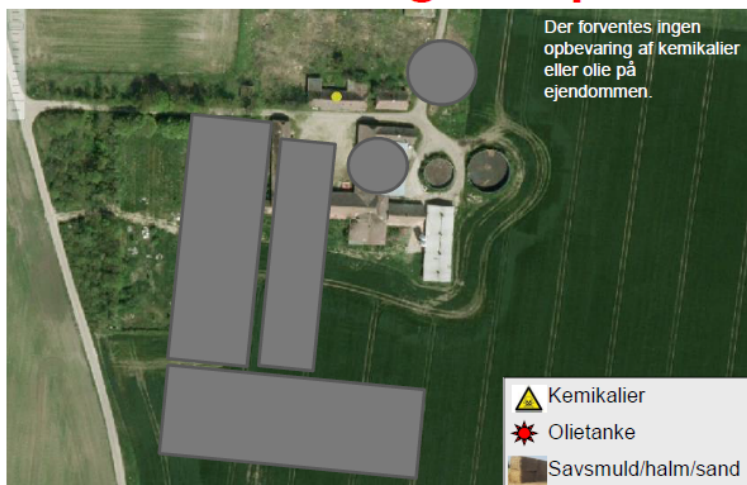 Der forventes ingen
opbevaring af kemikalier
eller olie på
ejendommen.
Kemikalier
Olietanke
Savsmuld/halm/sand